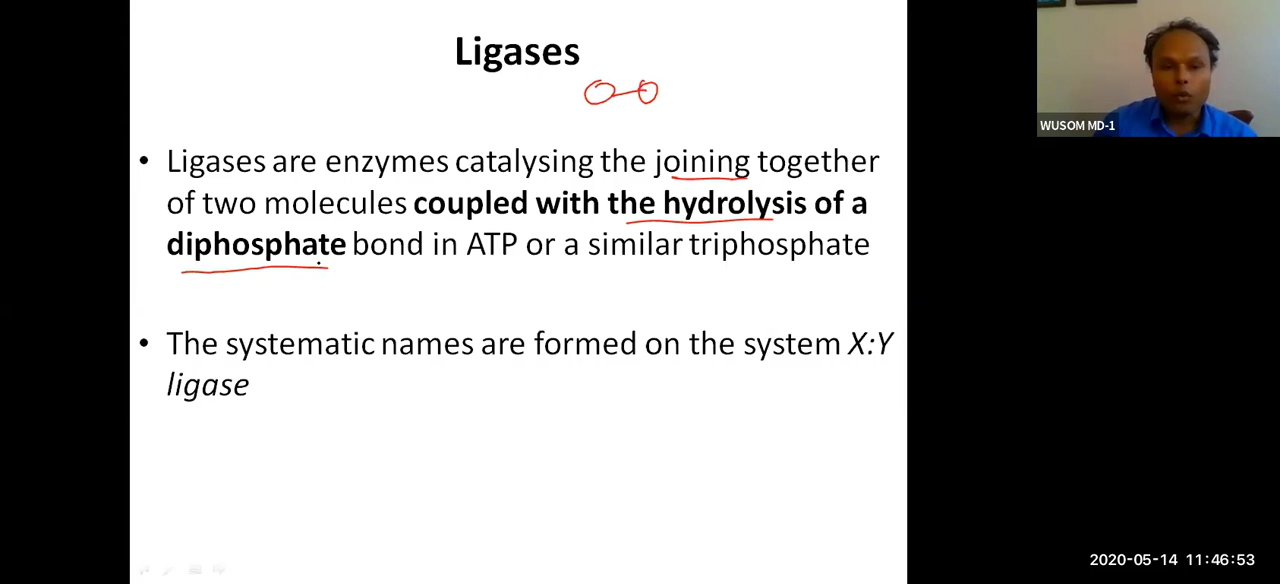 Ligases
• Ligases are enzymes catalysing the joining together
of two molecules coupled with the hydrolysis of a
diphosphate bond in ATP or a similar triphosphate
• The systematic names are formed on the system X:Y
ligase
WUSOM MD-1
2020-05-14 11:46:53